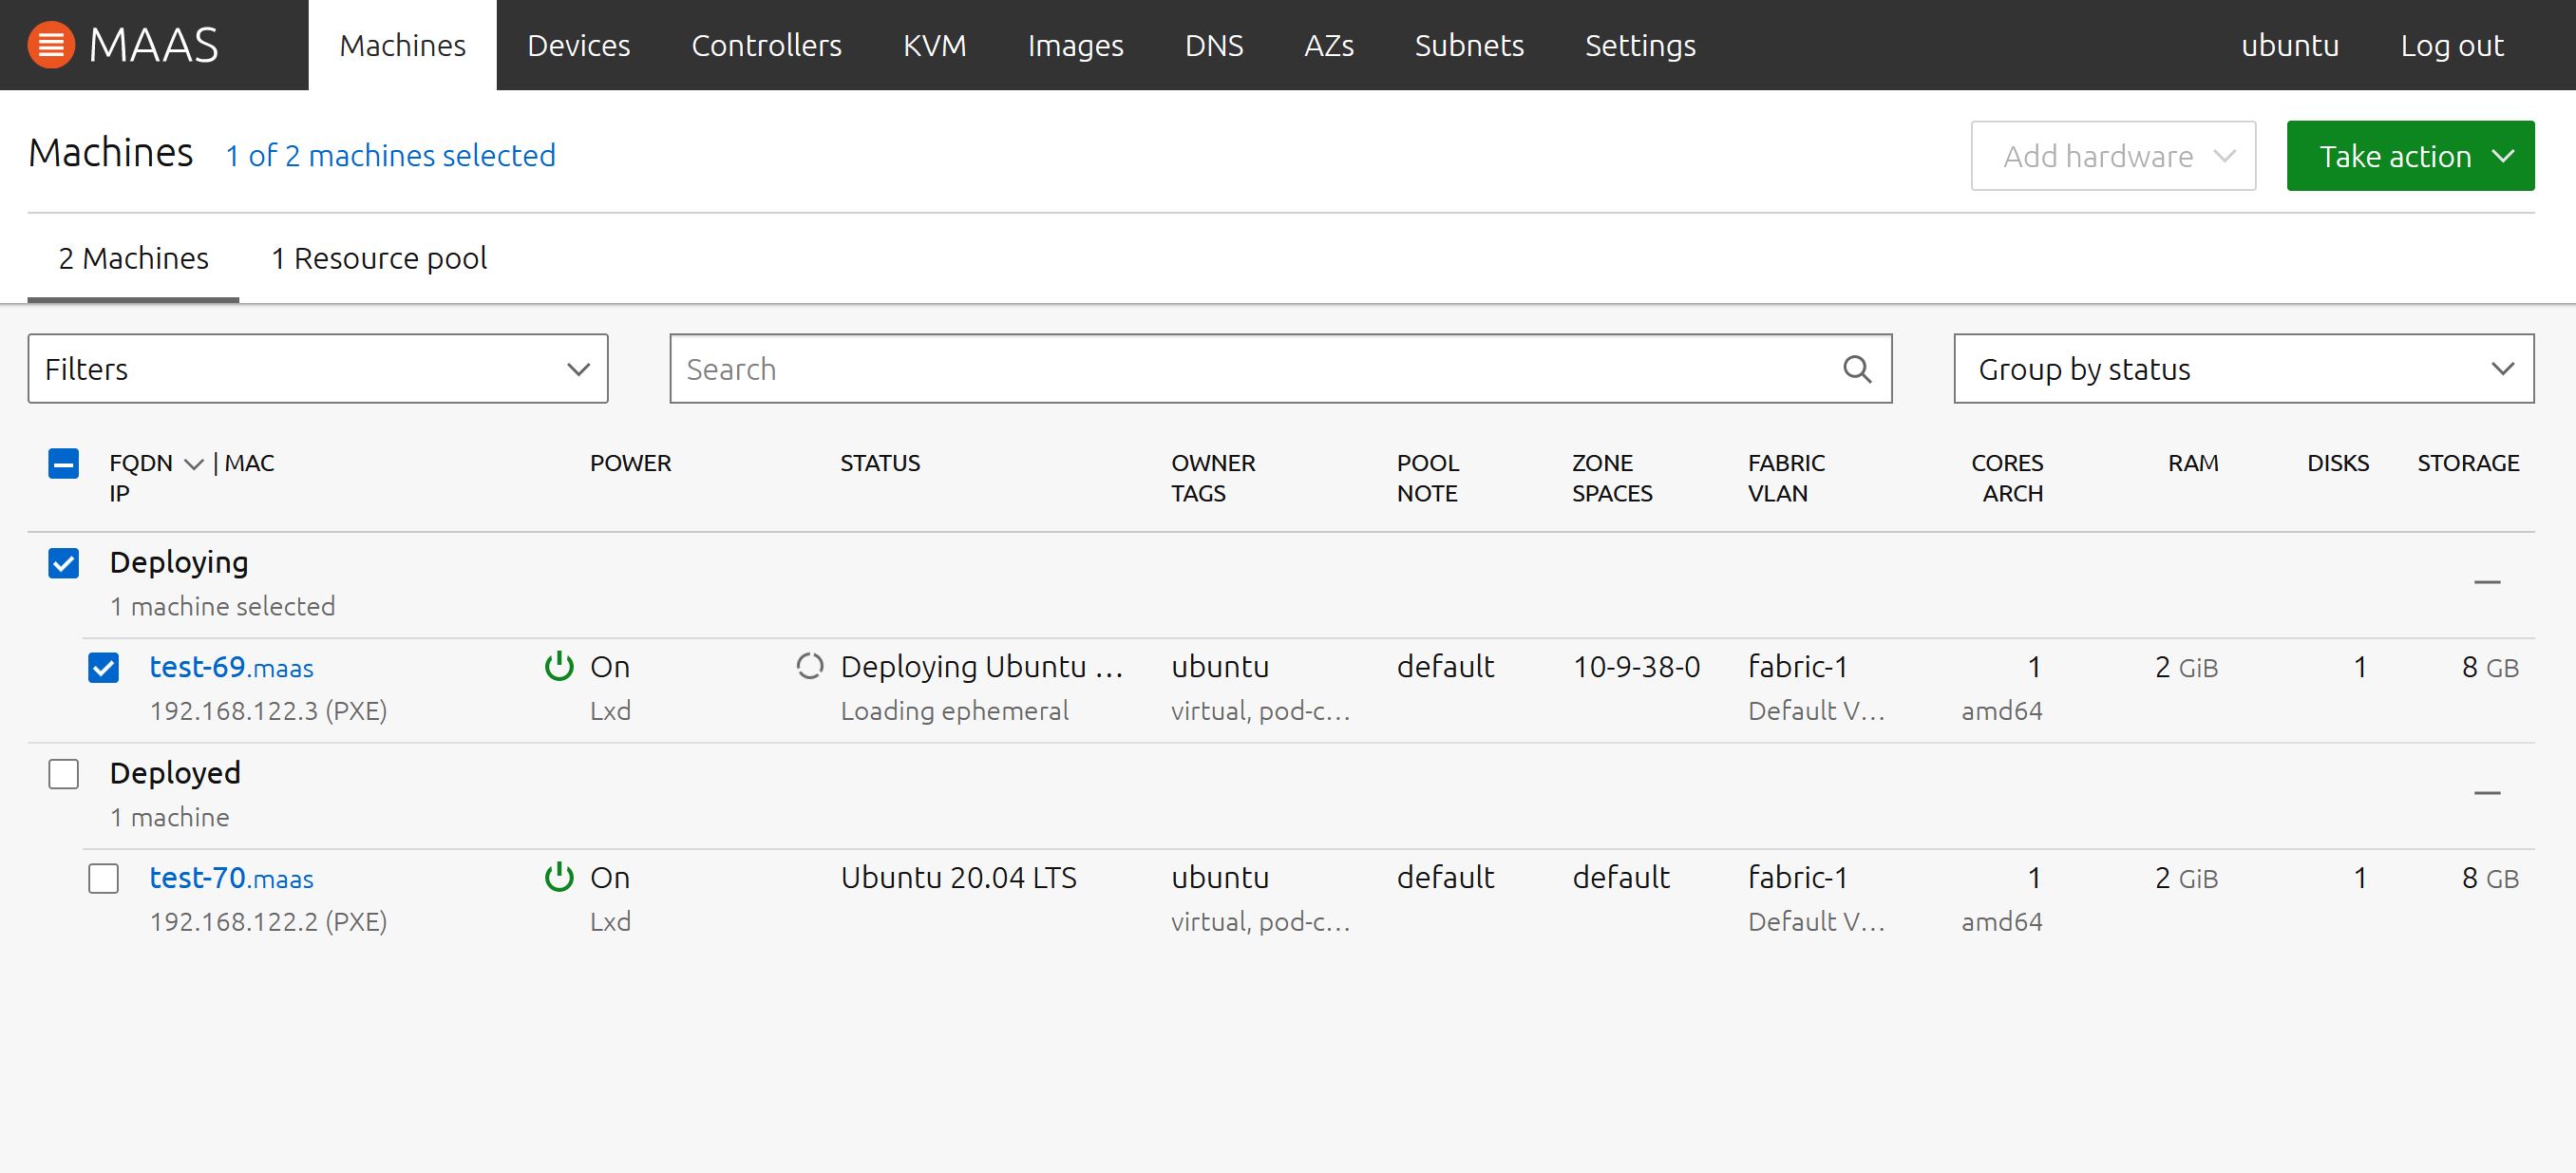 MAAS Machines Devices Controllers KVM Images DNS AZs Subnets Settings ubuntu Log out
Machines 1 of 2 machines selected Add hardware Take action
2 Machines 1 Resource pool
Filters Search Group by status
FQDN | MAC POWER STATUS OWNER POOL ZONE FABRIC CORES RAM DISKS STORAGE
IP TAGS NOTE SPACES VLAN ARCH
Deploying
1 machine selected
test-69.maas On Deploying Ubuntu … ubuntu default 10-9-38-0 fabric-1 1 2 GiB 1 8 GB
192.168.122.3 (PXE) Lxd Loading ephemeral virtual, pod-c… Default V… amd64
Deployed
1 machine
test-70.maas On Ubuntu 20.04 LTS ubuntu default default fabric-1 1 2 GiB 1 8 GB
192.168.122.2 (PXE) Lxd virtual, pod-c… Default V… amd64